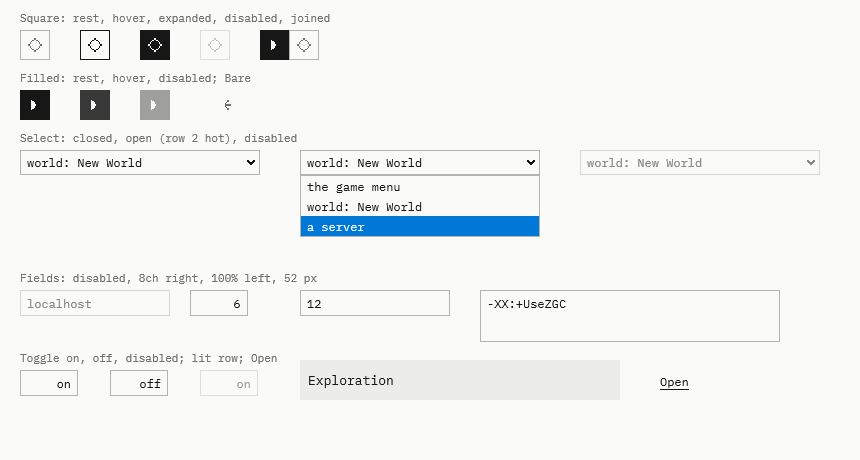 Square: rest, hover, expanded, disabled, joined
Filled: rest, hover, disabled; Bare
Select: closed, open (row 2 hot), disabled
world: New World
world: New World
world: New World
the game menu
world: New World
a server
Fields: disabled, 8ch right, 100% left, 52 px
localhost
6
12
-XX:+UseZGC
Toggle on, off, disabled; lit row; Open
on
off
on
Exploration
Open